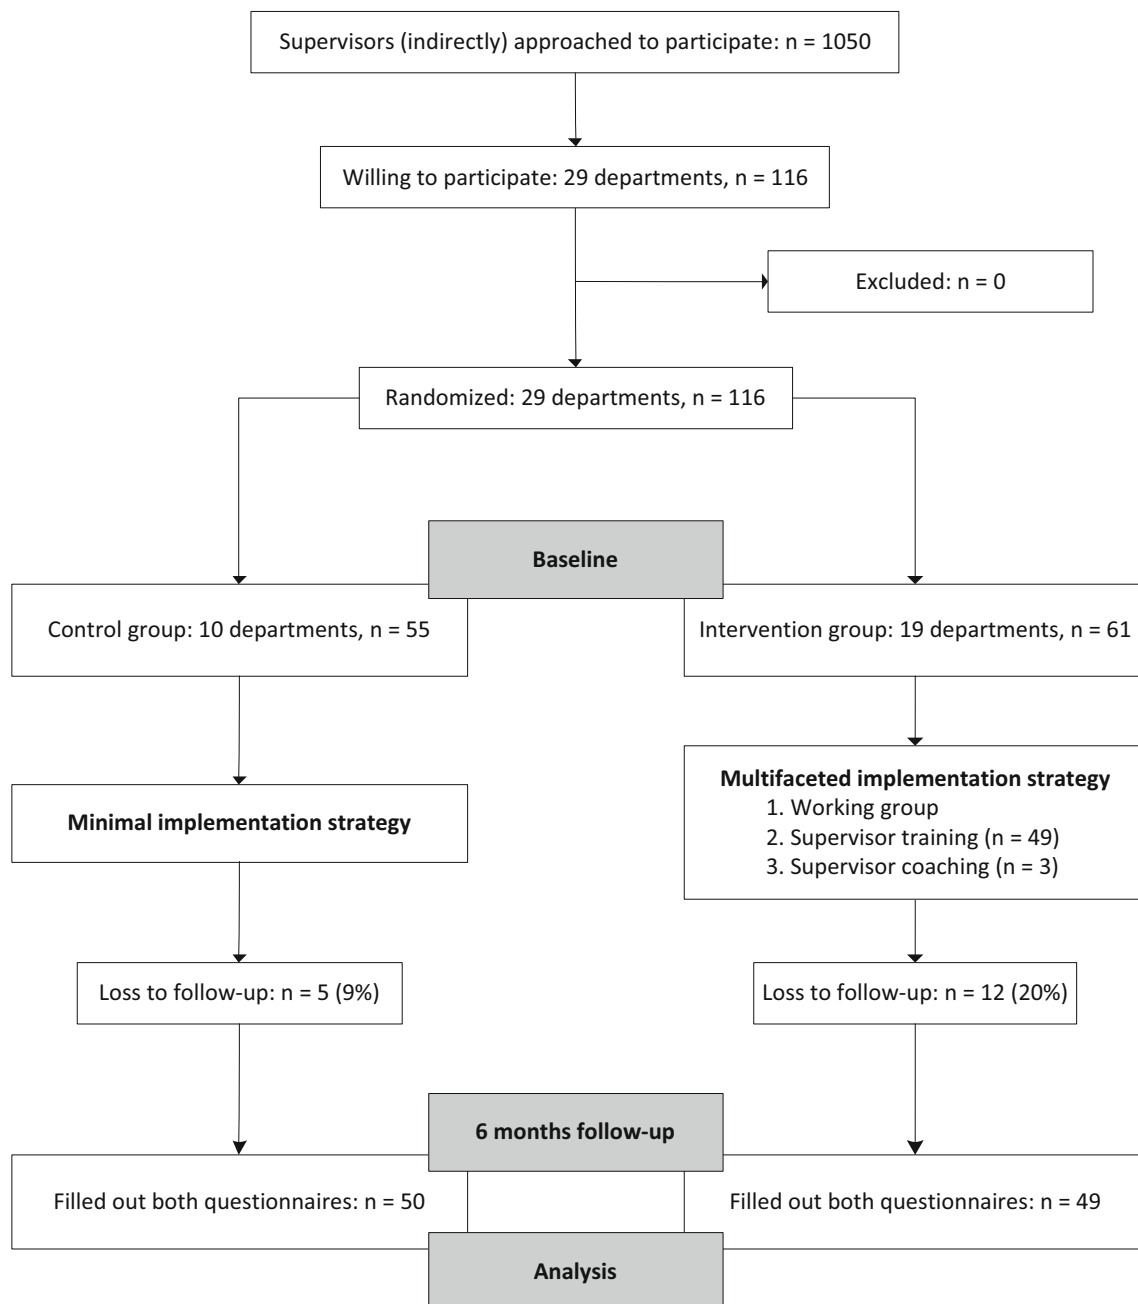 Supervisors (indirectly) approached to participate: n = 1050
Willing to participate: 29 departments, n = 116
Excluded: n = 0
Randomized: 29 departments, n = 116
Baseline
Control group: 10 departments, n = 55
Intervention group: 19 departments, n = 61
Minimal implementation strategy
Multifaceted implementation strategy
1. Working group
2. Supervisor training (n = 49)
3. Supervisor coaching (n = 3)
Loss to follow-up: n = 5 (9%)
Loss to follow-up: n = 12 (20%)
6 months follow-up
Filled out both questionnaires: n = 50
Filled out both questionnaires: n = 49
Analysis